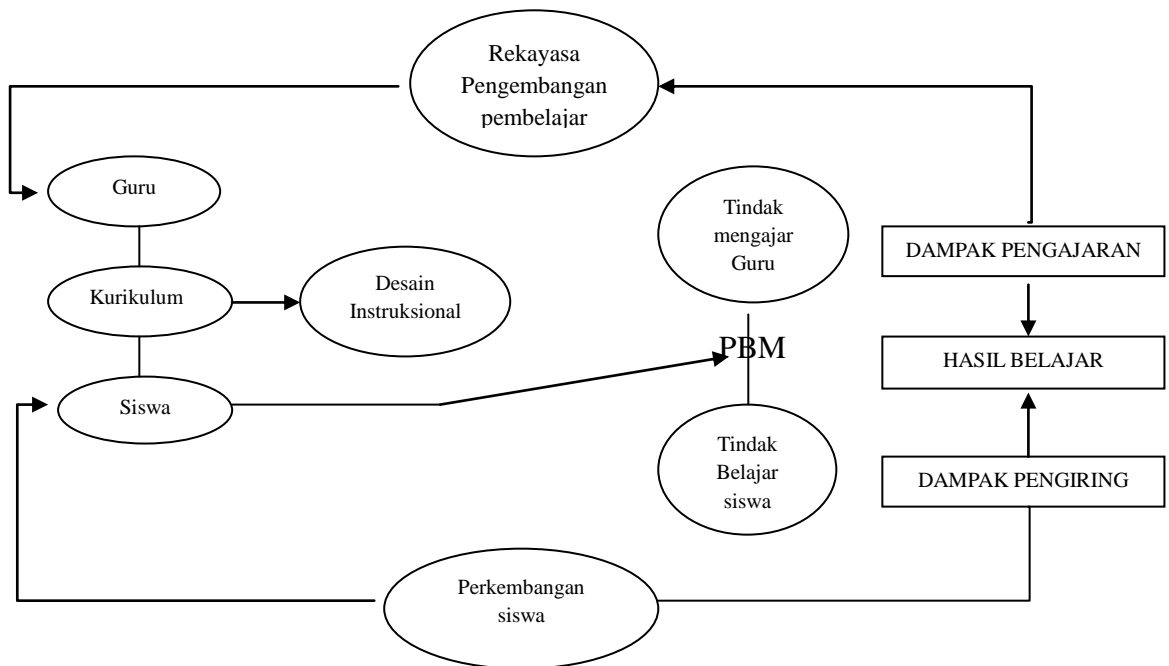 Rekayasa
Pengembangan
pembelajar
Guru
Kurikulum
Siswa
Desain
Instruksional
Tindak
mengajar
Guru
PBM
Tindak
Belajar
siswa
DAMPAK PENGAJARAN
HASIL BELAJAR
DAMPAK PENGIRING
Perkembangan
siswa